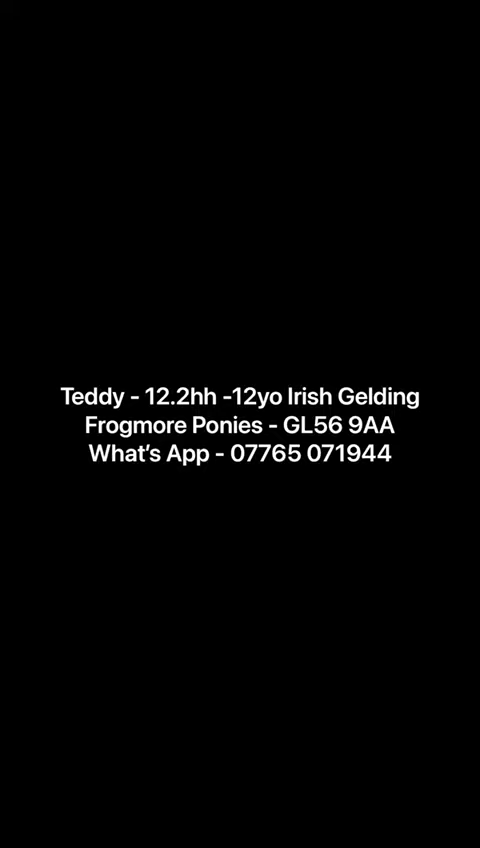 Teddy - 12.2hh -12yo Irish Gelding
Frogmore Ponies - GL56 9AA
What’s App - 07765 071944